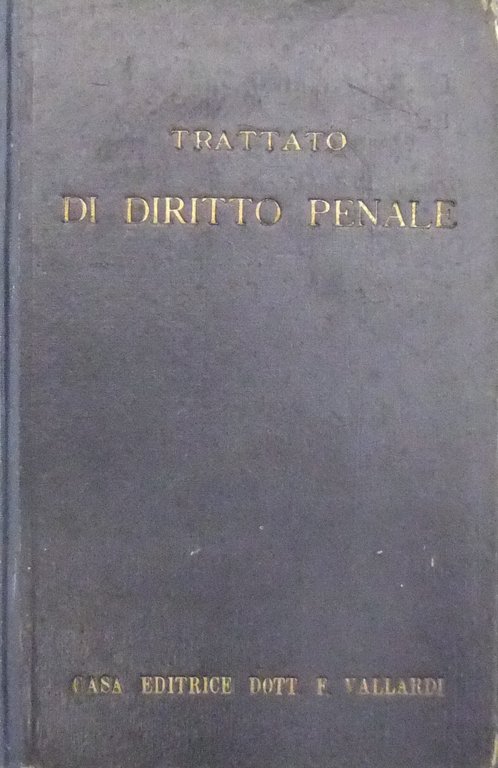 TRATTATO
DI DIRITTO PENALE
CASA EDITRICE DOTT. F. VALLARDI